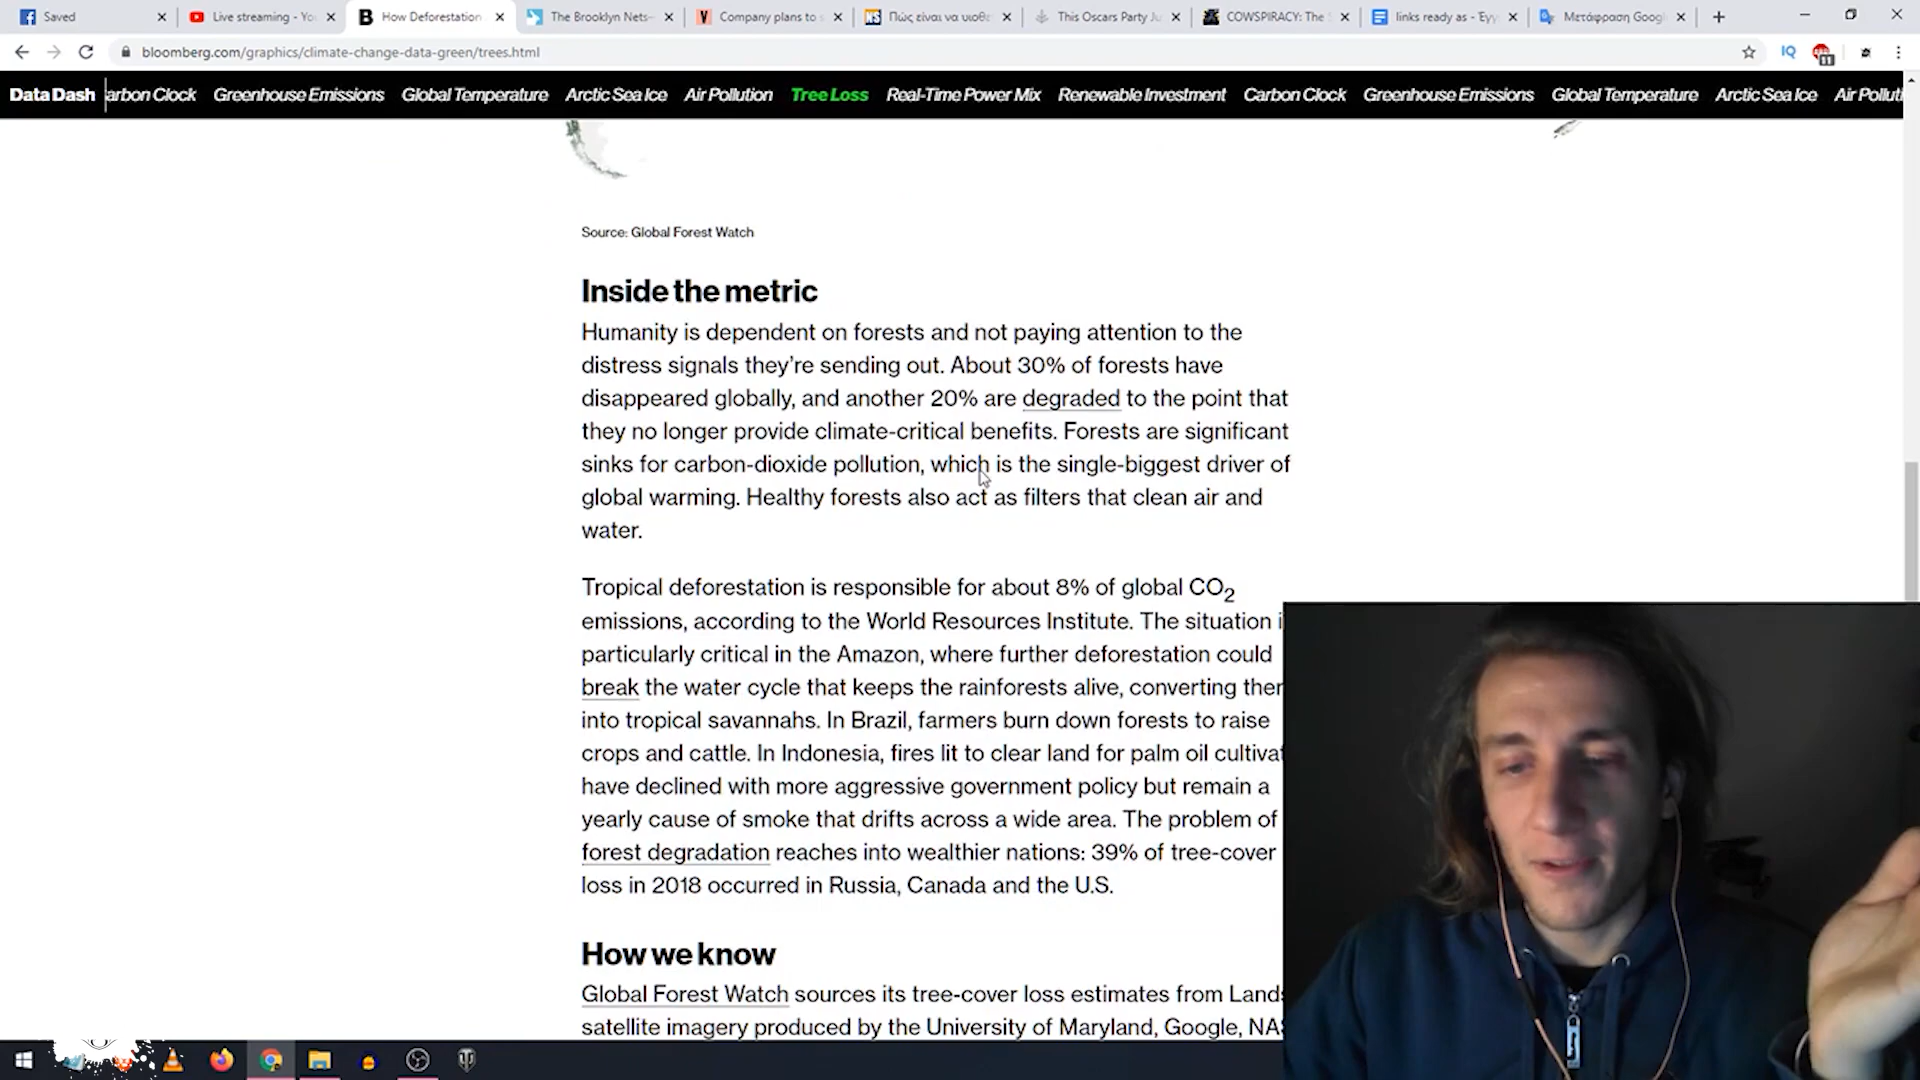 Saved
Live streaming - Yo
How Deforestation
The Brooklyn Nets-
Company plans to s
Πώς είναι να υιοθε
This Oscars Party Ju
COWSPIRACY: The S
links ready as - Έγγ
Μετάφραση Googl
bloomberg.com/graphics/climate-change-data-green/trees.html
IQ
11
Data Dash arbon Clock Greenhouse Emissions Global Temperature Arctic Sea Ice Air Pollution Tree Loss Real-Time Power Mix Renewable Investment Carbon Clock Greenhouse Emissions Global Temperature Arctic Sea Ice Air Polluti
Source: Global Forest Watch
Inside the metric
Humanity is dependent on forests and not paying attention to the
distress signals they’re sending out. About 30% of forests have
disappeared globally, and another 20% are degraded to the point that
they no longer provide climate-critical benefits. Forests are significant
sinks for carbon-dioxide pollution, which is the single-biggest driver of
global warming. Healthy forests also act as filters that clean air and
water.
Tropical deforestation is responsible for about 8% of global CO2
emissions, according to the World Resources Institute. The situation i
particularly critical in the Amazon, where further deforestation could
break the water cycle that keeps the rainforests alive, converting ther
into tropical savannahs. In Brazil, farmers burn down forests to raise
crops and cattle. In Indonesia, fires lit to clear land for palm oil cultivat
have declined with more aggressive government policy but remain a
yearly cause of smoke that drifts across a wide area. The problem of
forest degradation reaches into wealthier nations: 39% of tree-cover
loss in 2018 occurred in Russia, Canada and the U.S.
How we know
Global Forest Watch sources its tree-cover loss estimates from Lands
satellite imagery produced by the University of Maryland, Google, NAS